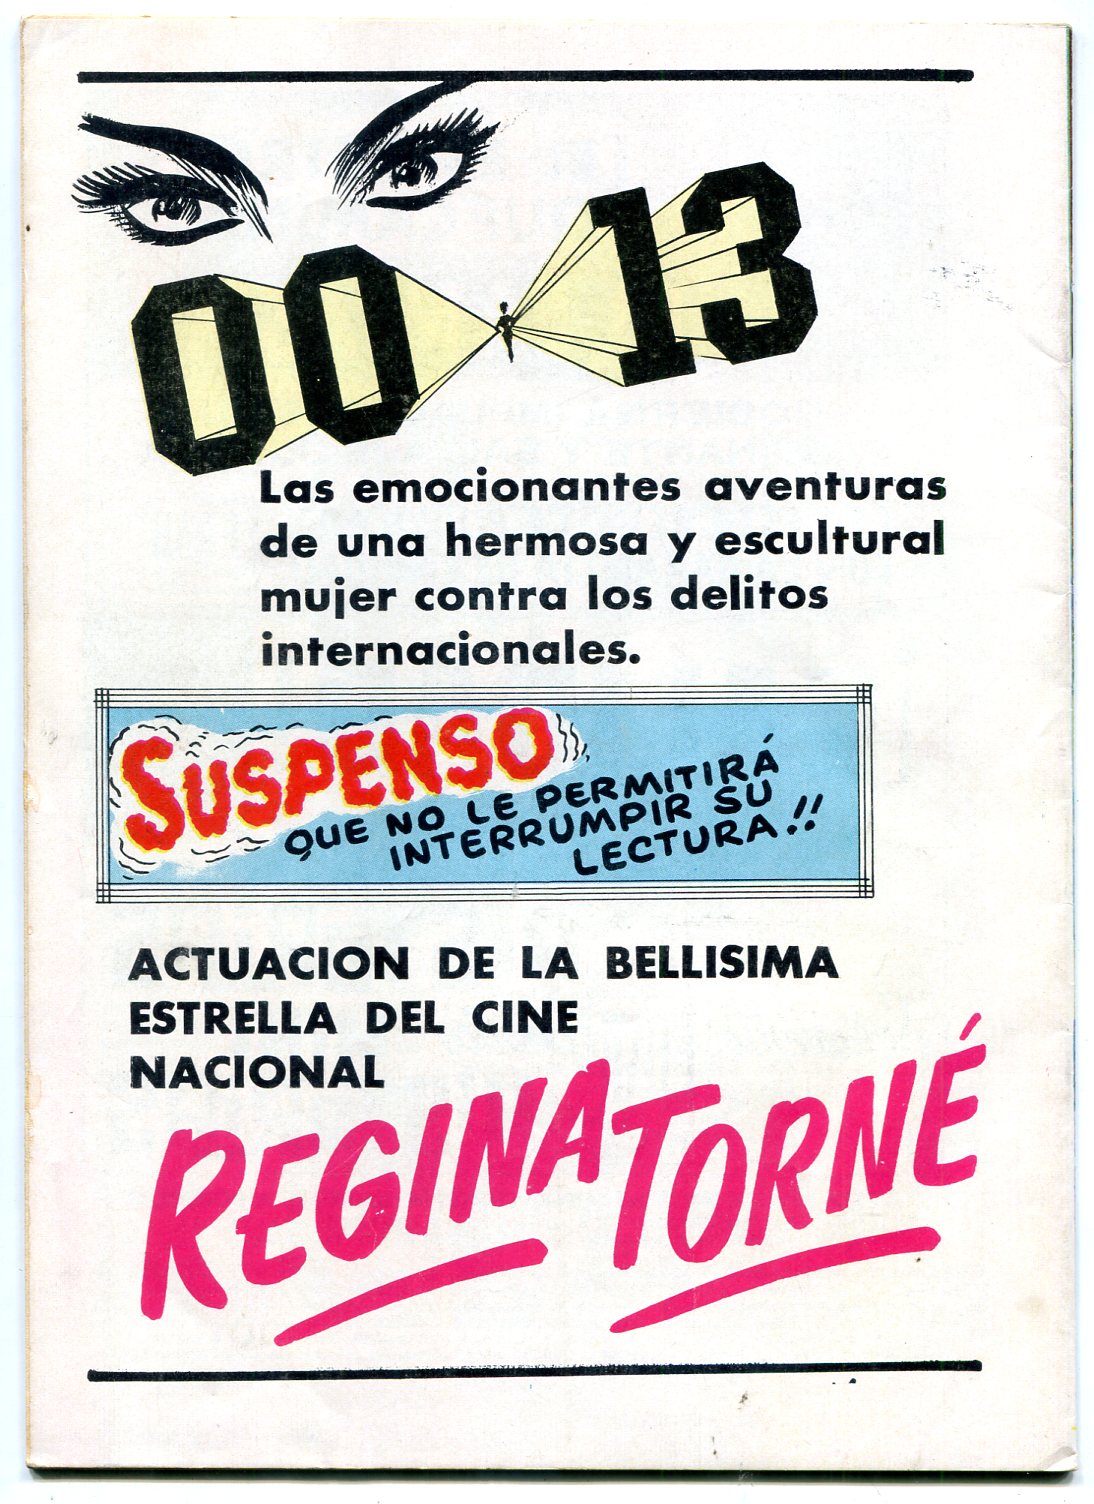 00 13
Las emocionantes aventuras
de una hermosa y escultural
mujer contra los delitos
internacionales.
SUSPENSO
QUE NO LE PERMITIRÁ
INTERRUMPIR SU
LECTURA!!
ACTUACION DE LA BELLISIMA
ESTRELLA DEL CINE
NACIONAL
REGINA TORNÉ